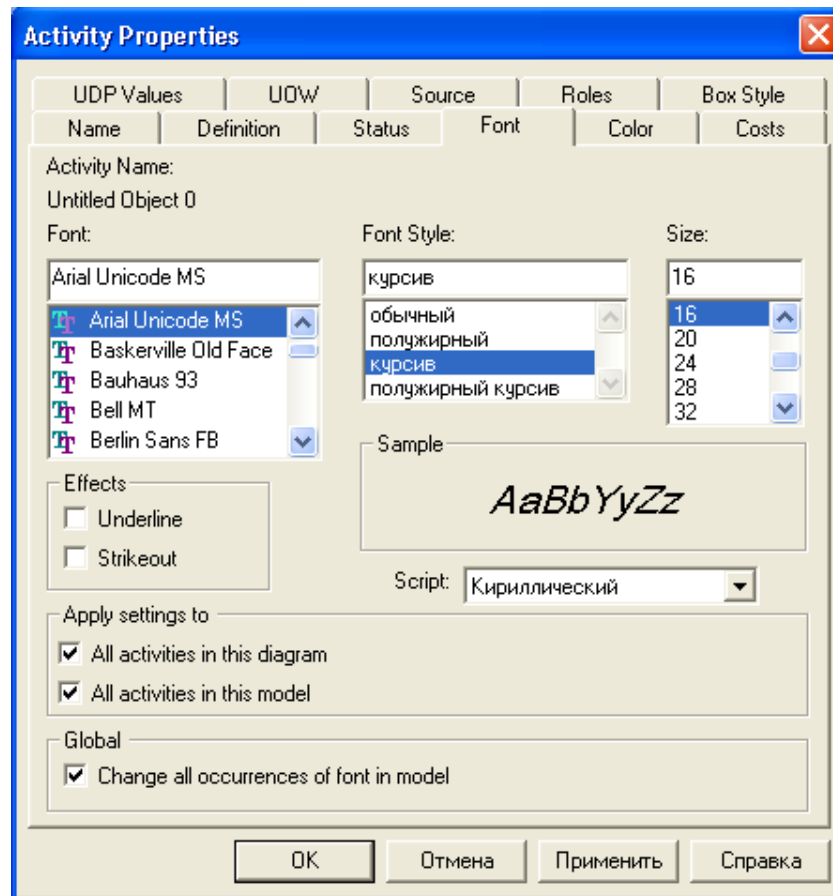 Activity Properties
UDP Values UOW Source Roles Box Style
Name Definition Status Font Color Costs
Activity Name:
Untitled Object 0
Font: Font Style: Size:
Arial Unicode MS курсив 16
Arial Unicode MS обычный 16
Baskerville Old Face полужирный 20
Bauhaus 93 курсив 24
Bell MT полужирный курсив 28
Berlin Sans FB 32
Sample
Effects
AaBbYyZz
Underline
Strikeout
Script: Кириллический
Apply settings to
All activities in this diagram
All activities in this model
Global
Change all occurrences of font in model
OK Отмена Применить Справка